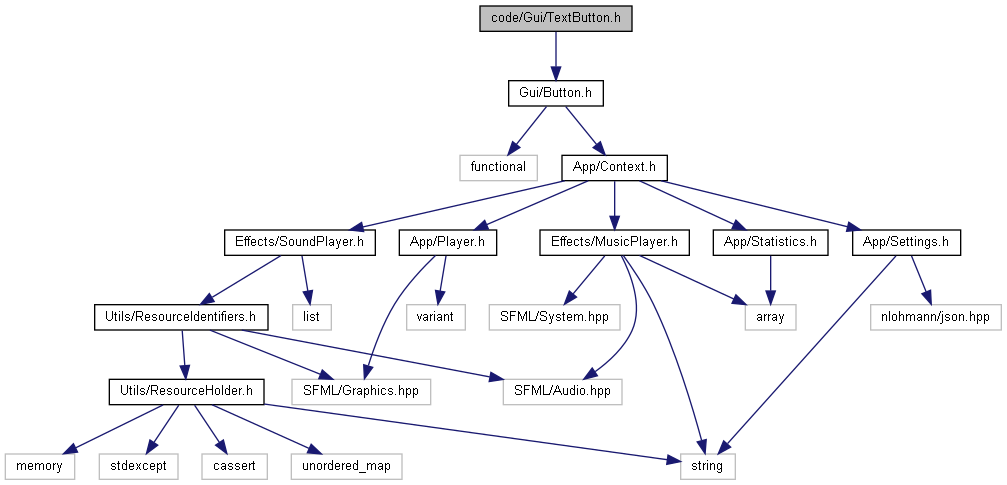 code/Gui/TextButton.h
Gui/Button.h
functional
App/Context.h
Effects/SoundPlayer.h
App/Player.h
Effects/MusicPlayer.h
App/Statistics.h
App/Settings.h
Utils/ResourceIdentifiers.h
list
variant
SFML/System.hpp
array
nlohmann/json.hpp
Utils/ResourceHolder.h
SFML/Graphics.hpp
SFML/Audio.hpp
memory
stdexcept
cassert
unordered_map
string